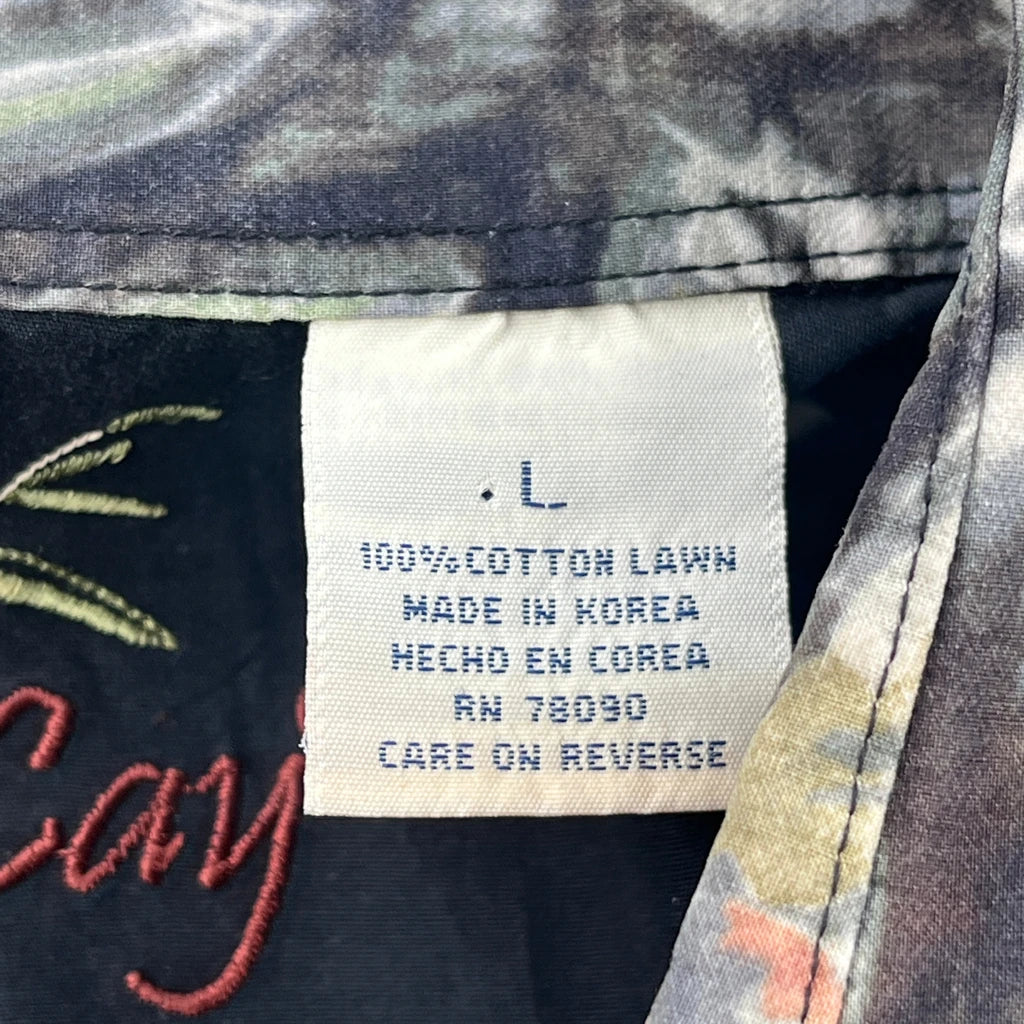 L
100% COTTON LAWN
MADE IN KOREA
HECHO EN COREA
RN 78090
CARE ON REVERSE
Cay